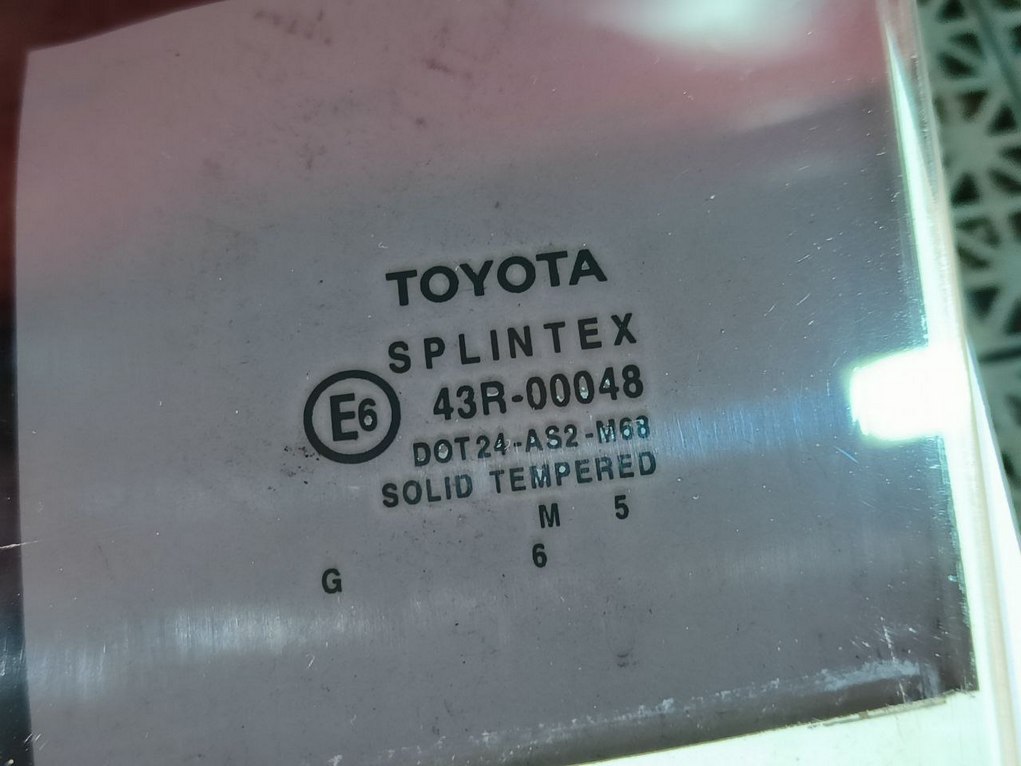 TOYOTA
SPLINTEX
E6 43R-00048
DOT24-AS2-M68
SOLID TEMPERED
M 5
6
G